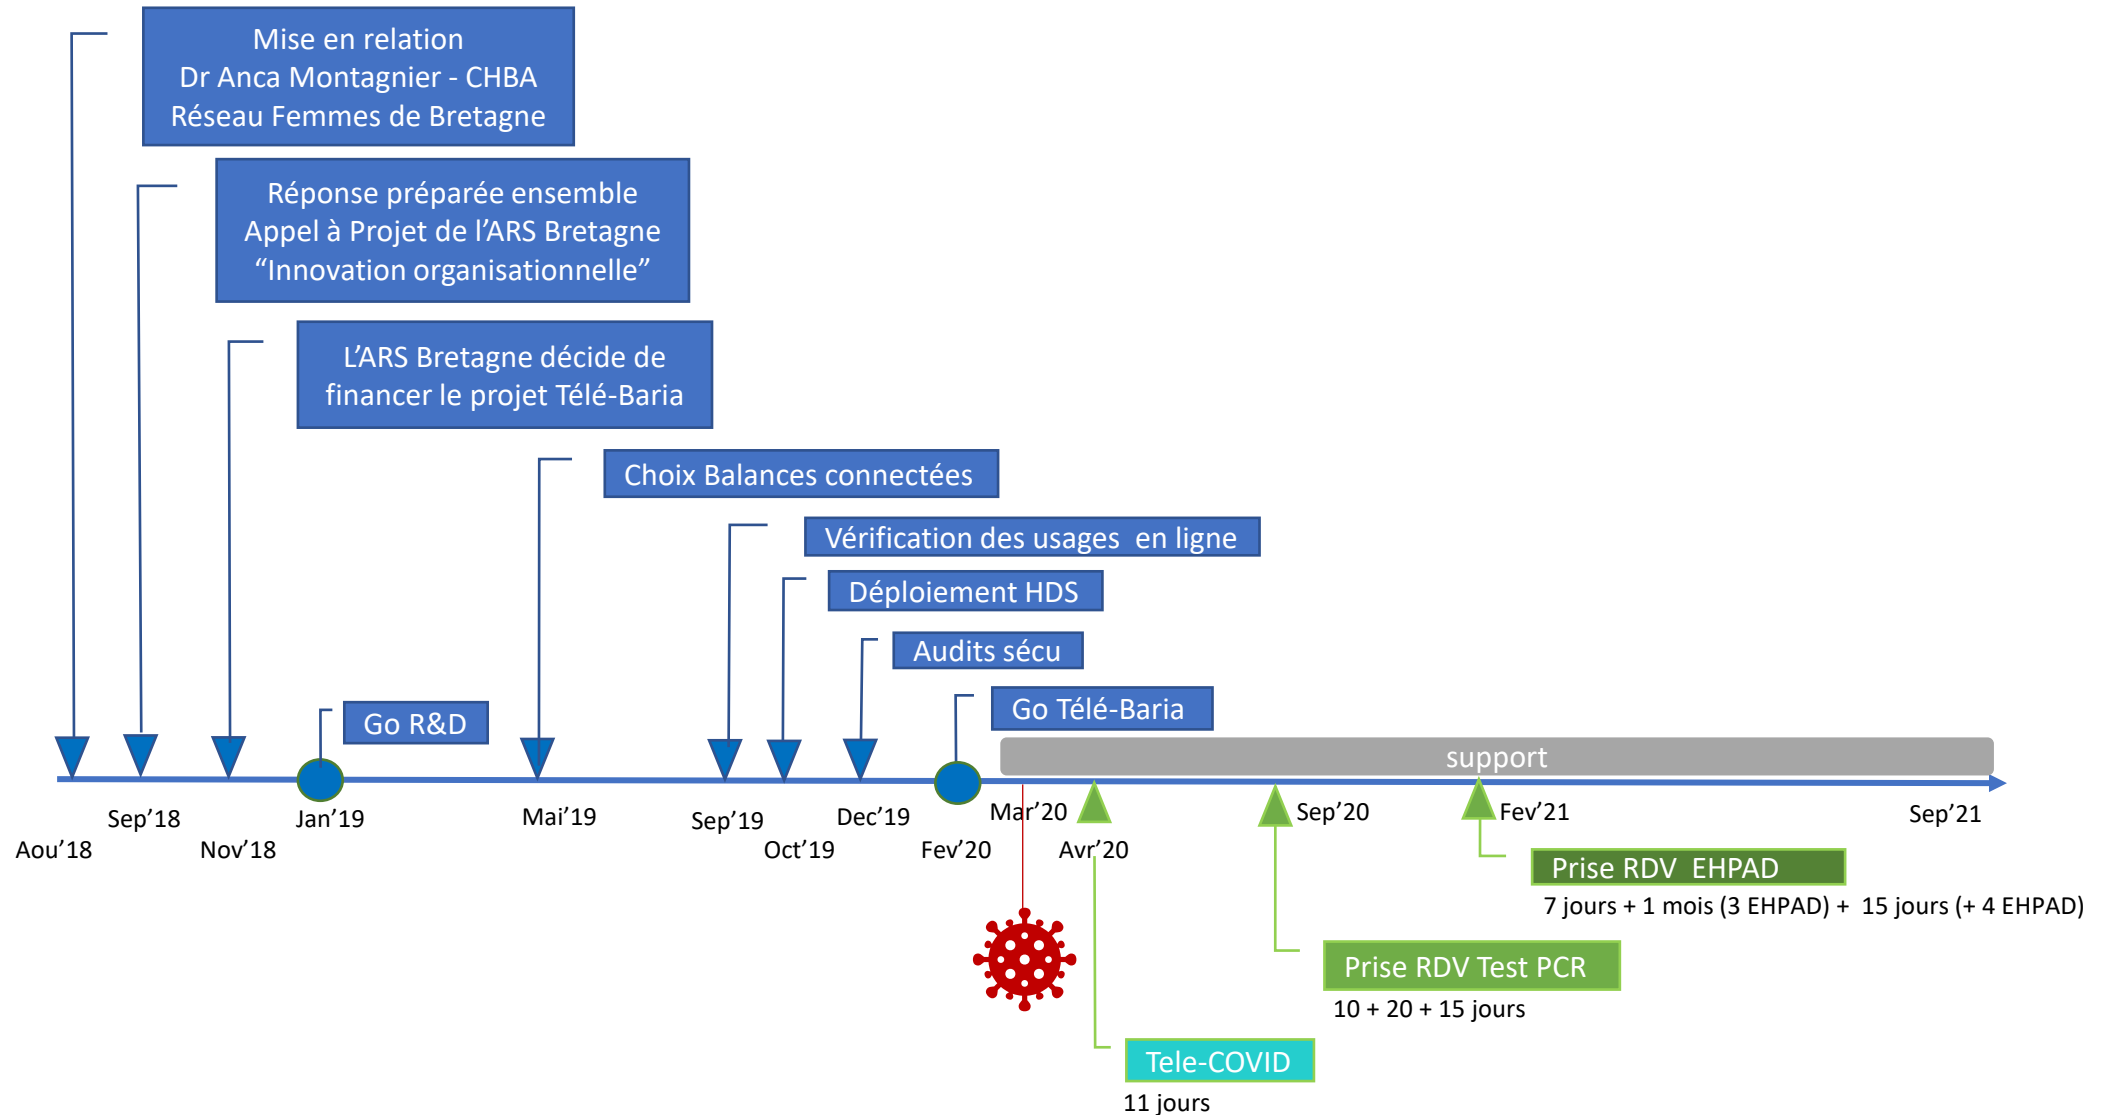 Mise en relation
Dr Anca Montagnier - CHBA
Réseau Femmes de Bretagne
Réponse préparée ensemble
Appel à Projet de l’ARS Bretagne
“Innovation organisationnelle”
L’ARS Bretagne décide de
financer le projet Télé-Baria
Choix Balances connectées
Vérification des usages  en ligne
Déploiement HDS
Audits sécu
Go R&D
Go Télé-Baria
support
Aou’18
Sep’18
Nov’18
Jan’19
Mai’19
Sep’19
Oct’19
Dec’19
Fev’20
Mar’20
Avr’20
Sep’20
Fev’21
Sep’21
Prise RDV  EHPAD
7 jours + 1 mois (3 EHPAD) +  15 jours (+ 4 EHPAD)
Prise RDV Test PCR
10 + 20 + 15 jours
Tele-COVID
11 jours